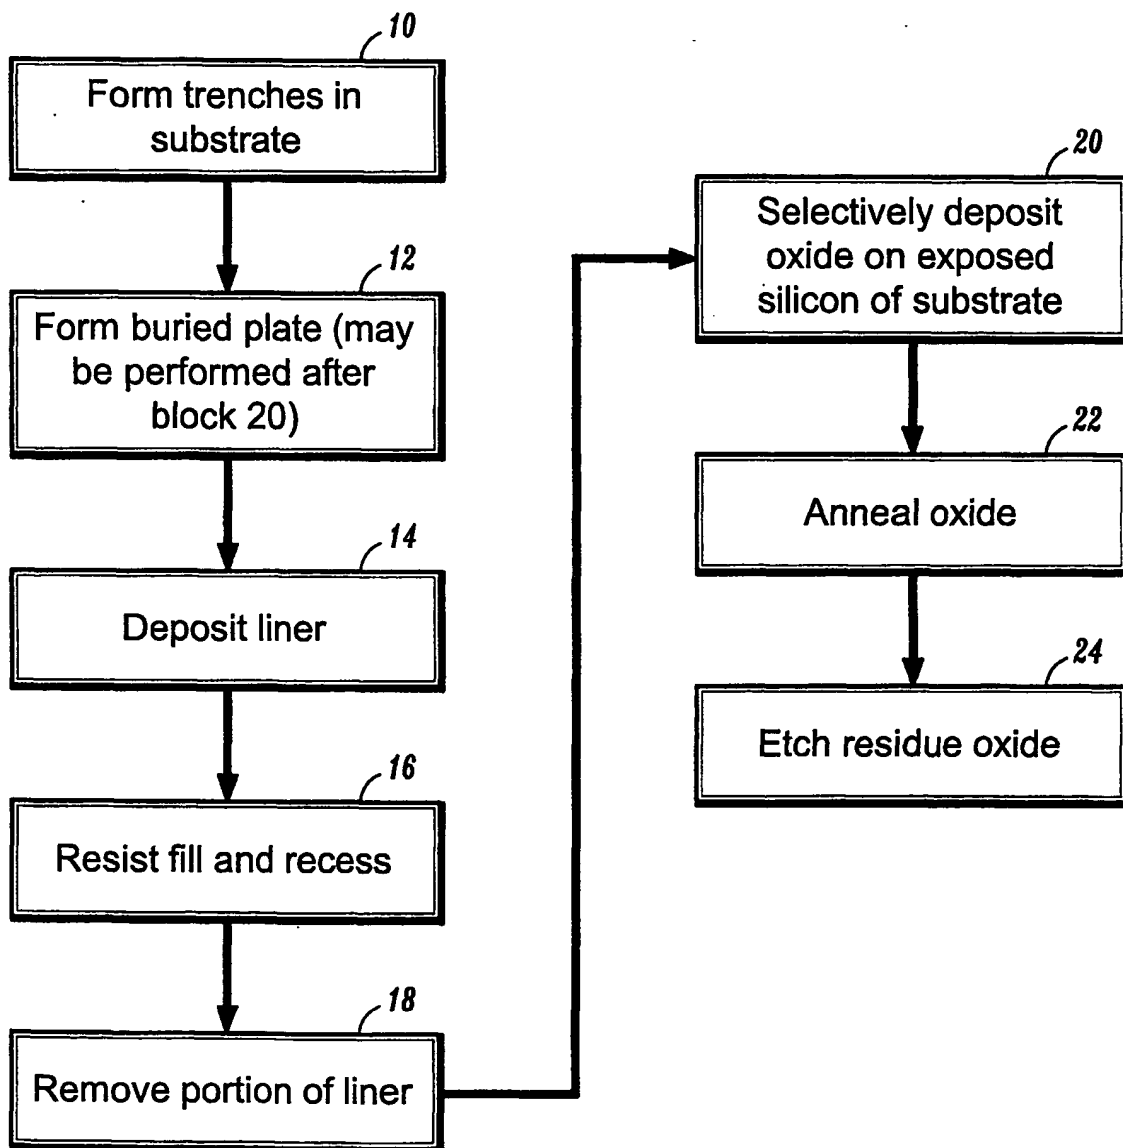 10
Form trenches in
substrate
12
Form buried plate (may
be performed after
block 20)
14
Deposit liner
16
Resist fill and recess
18
Remove portion of liner
20
Selectively deposit
oxide on exposed
silicon of substrate
22
Anneal oxide
24
Etch residue oxide